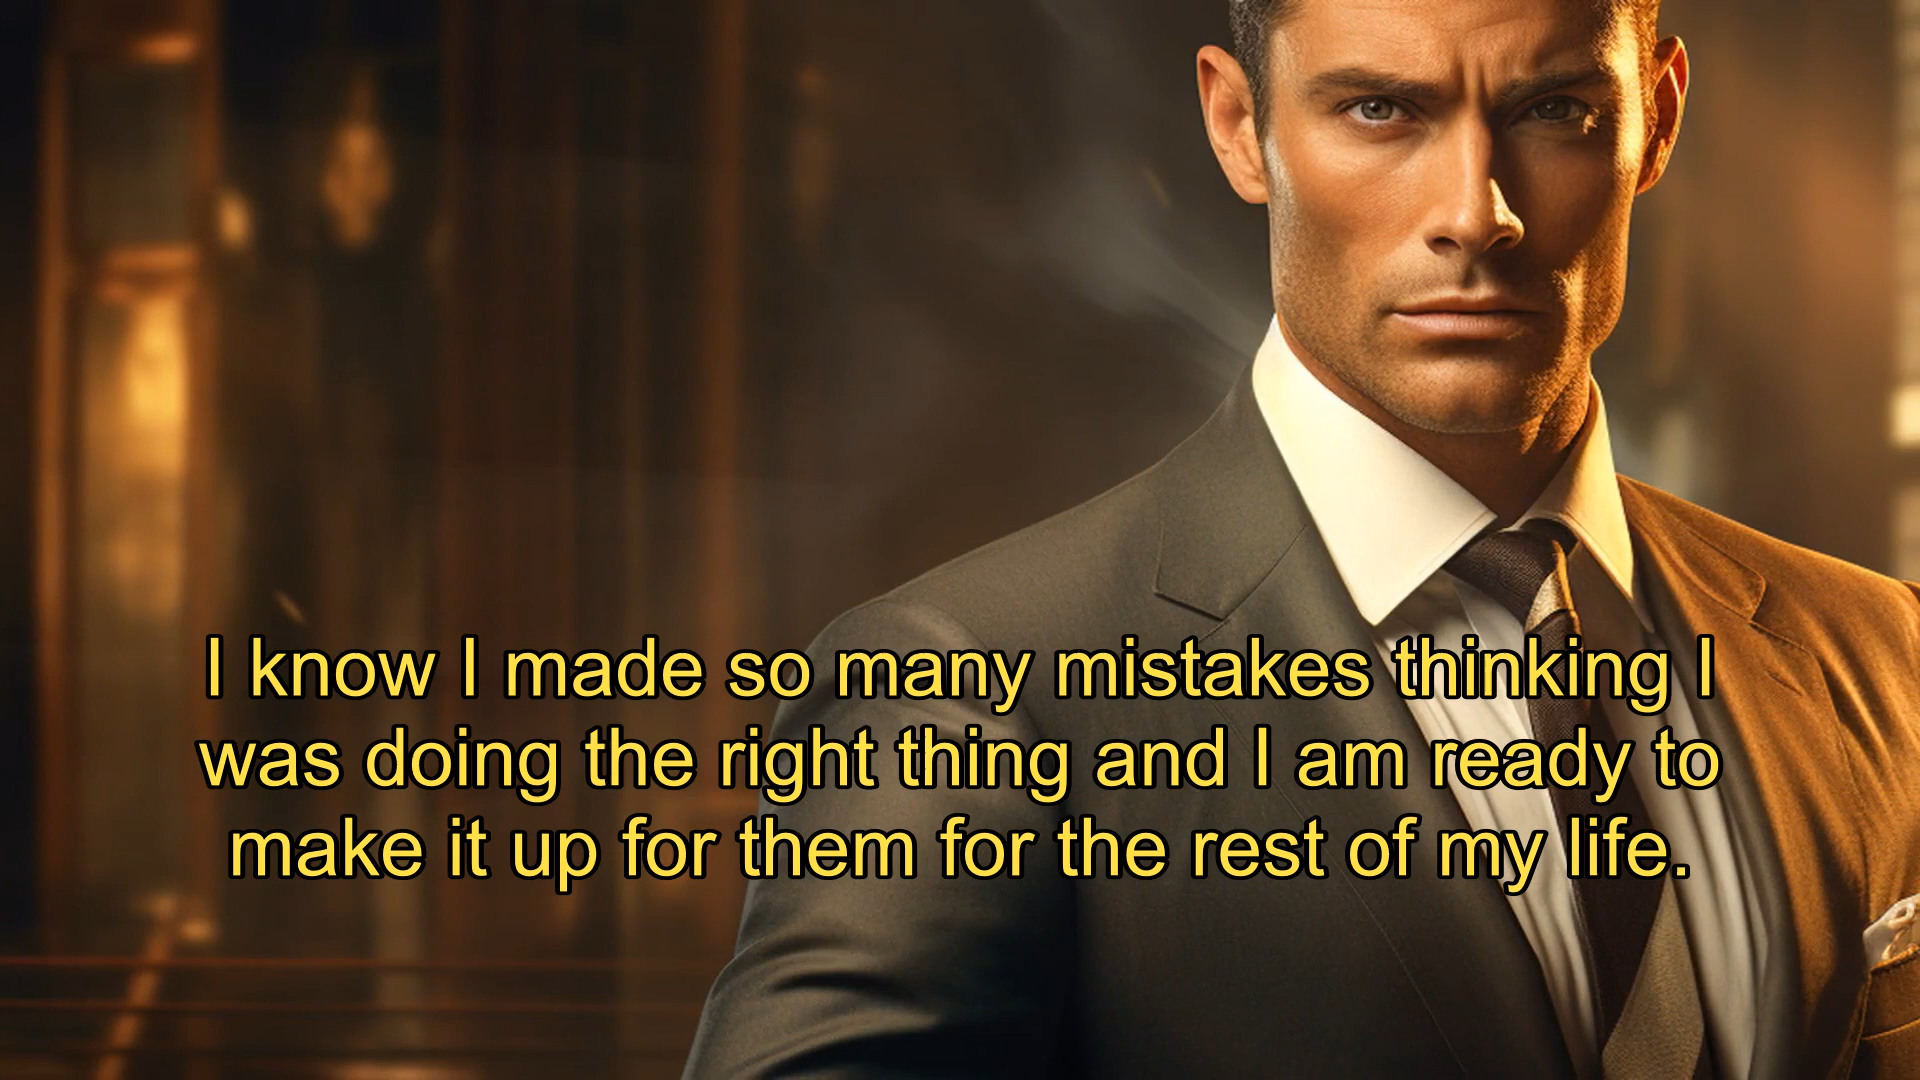 I know I made so many mistakes thinking I
was doing the right thing and I am ready to
make it up for them for the rest of my life.